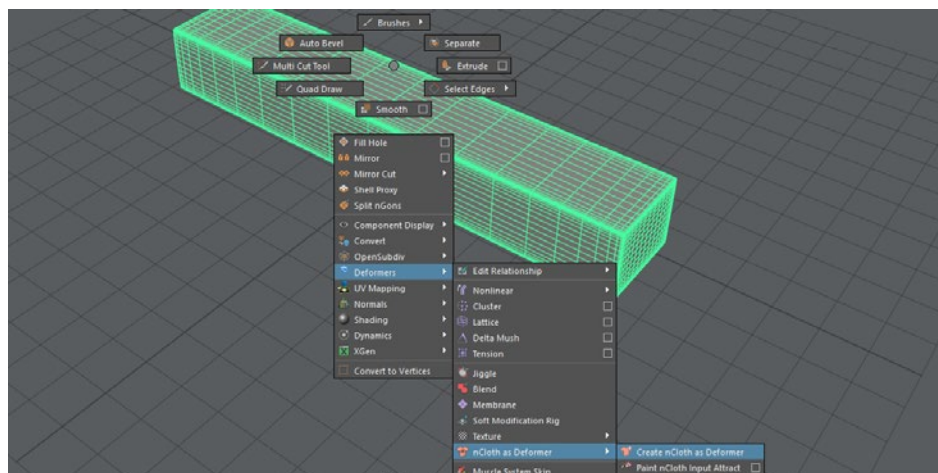 Brushes
Auto Bevel
Separate
Multi Cut Tool
Extrude
Quad Draw
Select Edges
Smooth
Fill Hole
Mirror
Mirror Cut
Shell Proxy
Split nGons
Component Display
Convert
OpenSubdiv
Deformers
UV Mapping
Normals
Shading
Dynamics
XGen
Convert to Vertices
Edit Relationship
Nonlinear
Cluster
Lattice
Delta Mush
Tension
Jiggle
Blend
Membrane
Soft Modification Rig
Texture
nCloth as Deformer
Muscle System Skin
Create nCloth as Deformer
Paint nCloth Input Attract